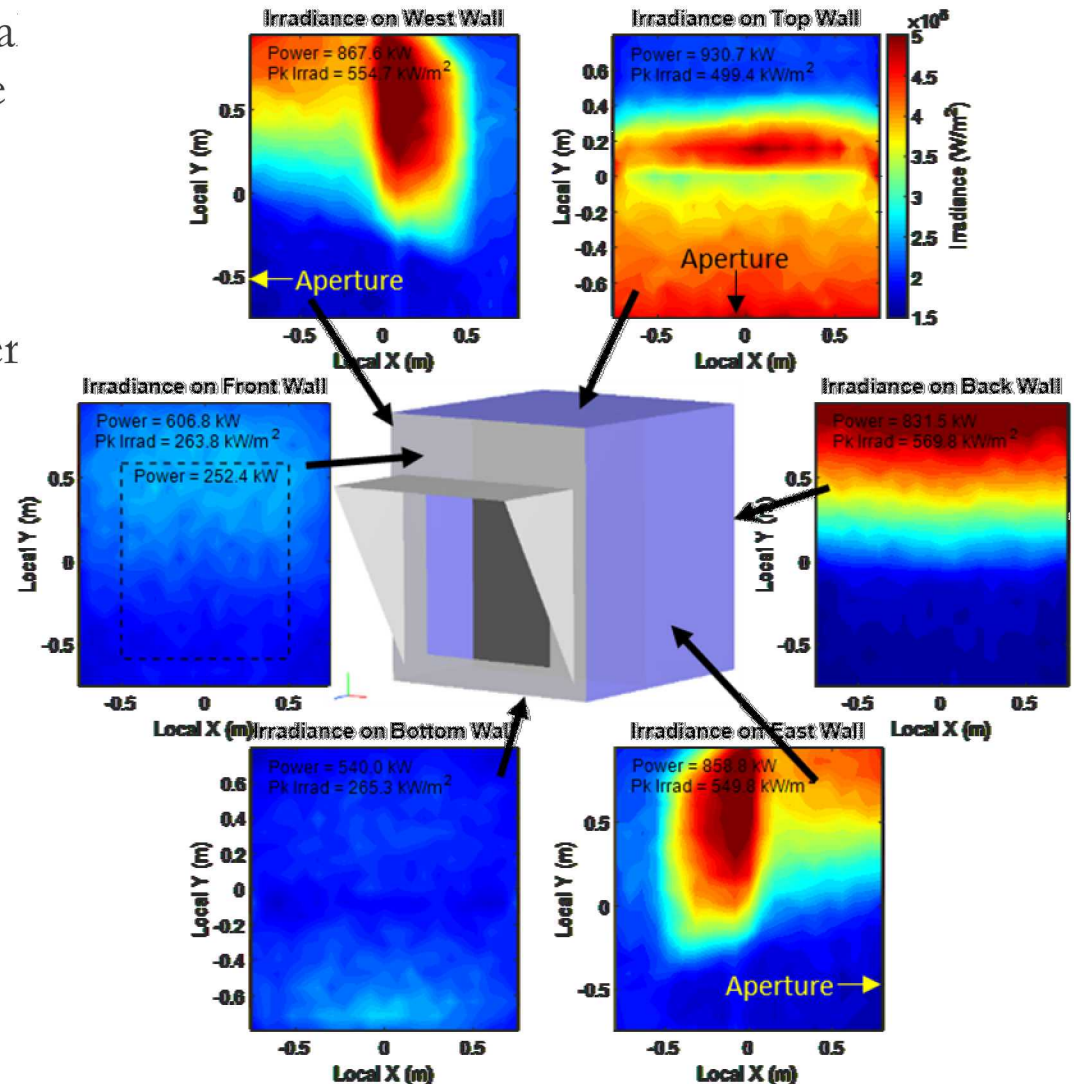 a
e
er
Irradiance on West Wall
Power = 867.6 kW
Pk Irrad = 554.7 kW/m²
Local Y (m)
0.5
0
-0.5
Aperture
-0.5 0 0.5
Local X (m)
Irradiance on Top Wall
Power = 930.7 kW
Pk Irrad = 499.4 kW/m²
Local Y (m)
0.6
0.4
0.2
0
-0.2
-0.4
-0.6
Aperture
-0.5 0 0.5
Local X (m)
×10⁵
5
4.5
4
3.5
3
2.5
2
1.5
Irradiance (W/m²)
Irradiance on Front Wall
Power = 606.8 kW
Pk Irrad = 263.8 kW/m²
Power = 252.4 kW
Local Y (m)
0.5
0
-0.5
-0.5 0 0.5
Local X (m)
Irradiance on Back Wall
Power = 831.5 kW
Pk Irrad = 569.8 kW/m²
Local Y (m)
0.5
0
-0.5
-0.5 0 0.5
Local X (m)
Irradiance on Bottom Wall
Power = 540.0 kW
Pk Irrad = 265.3 kW/m²
Local Y (m)
0.6
0.4
0.2
0
-0.2
-0.4
-0.6
-0.5 0 0.5
Local X (m)
Irradiance on East Wall
Power = 858.8 kW
Pk Irrad = 549.8 kW/m
Local Y (m)
0.5
0
-0.5
Aperture
-0.5 0 0.5
Local X (m)